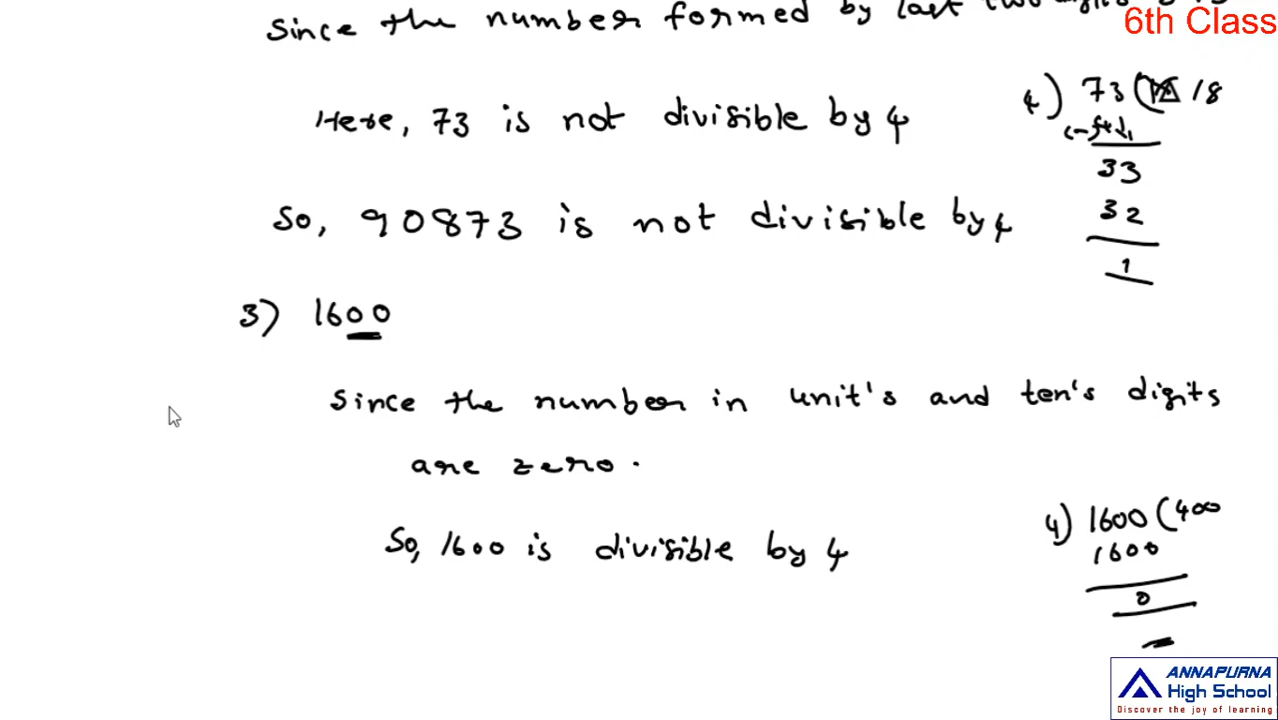 Since the number formed by last two digits
6th Class
Here, 73 is not divisible by 4
4) 73 ( 18
33
32
1
So, 90873 is not divisible by 4
3) 1600
Since the number in unit's and ten's digits
are zero.
So, 1600 is divisible by 4
4) 1600 ( 400
1600
0
ANNAPURNA
High School
Discover the joy of learning